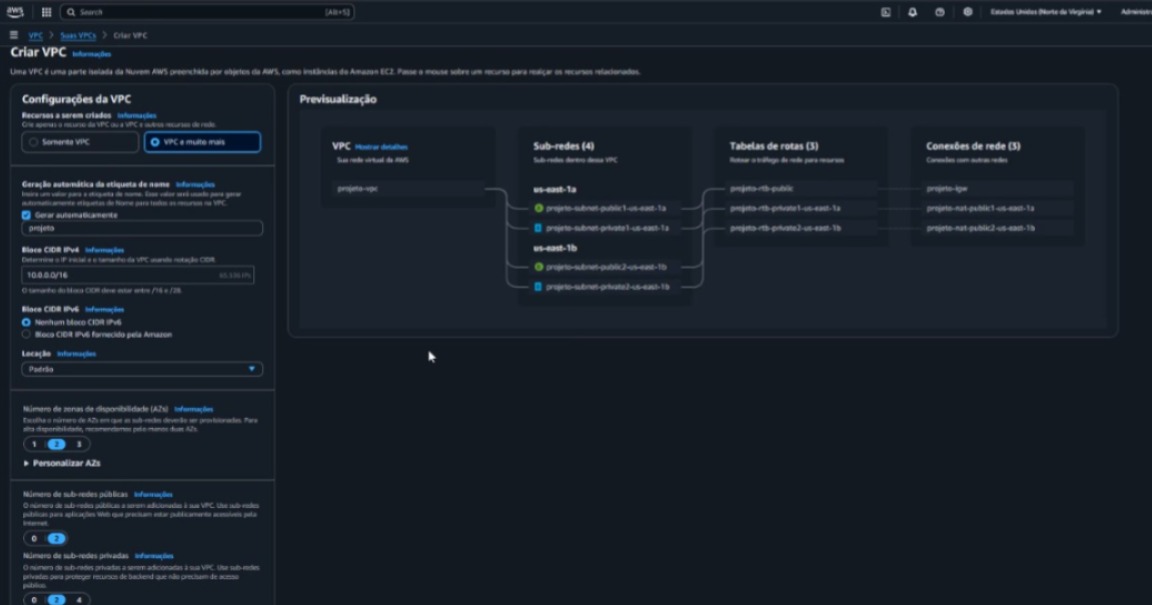 aws
Search
[Alt+S]
Estados Unidos (Norte da Virgínia)
VPC > Suas VPCs > Criar VPC
Criar VPC Informações
Uma VPC é uma parte isolada da Nuvem AWS preenchida por objetos da AWS, como instâncias do Amazon EC2. Passe o mouse sobre um recurso para realçar os recursos relacionados.
Configurações da VPC
Recursos a serem criados Informações
Crie apenas o recurso da VPC ou a VPC e outros recursos de rede.
Somente VPC
VPC e muito mais
Geração automática da etiqueta de nome Informações
Insira um valor para a etiqueta de nome. Esse valor será usado para gerar
automaticamente etiquetas de Nome para todos os recursos na VPC.
Gerar automaticamente
projeto
Bloco CIDR IPv4 Informações
Determine o IP inicial e o tamanho da VPC usando notação CIDR.
10.0.0.0/16
65.536 IPs
O tamanho do bloco CIDR deve estar entre /16 e /28.
Bloco CIDR IPv6 Informações
Nenhum bloco CIDR IPv6
Bloco CIDR IPv6 fornecido pela Amazon
Locação Informações
Padrão
Número de zonas de disponibilidade (AZs) Informações
Escolha o número de AZs em que as sub-redes deverão ser provisionadas. Para
alta disponibilidade, recomendamos pelo menos duas AZs.
1 2 3
Personalizar AZs
Número de sub-redes públicas Informações
O número de sub-redes públicas a serem adicionadas à sua VPC. Use sub-redes
públicas para aplicações Web que precisam estar publicamente acessíveis pela
Internet.
0 2
Número de sub-redes privadas Informações
O número de sub-redes privadas a serem adicionadas à sua VPC. Use sub-redes
privadas para proteger recursos de backend que não precisam de acesso
público.
0 2 4
Previsualização
VPC Mostrar detalhes
Sua rede virtual da AWS
projeto-vpc
Sub-redes (4)
Sub-redes dentro dessa VPC
us-east-1a
projeto-subnet-public1-us-east-1a
projeto-subnet-private1-us-east-1a
us-east-1b
projeto-subnet-public2-us-east-1b
projeto-subnet-private2-us-east-1b
Tabelas de rotas (3)
Rotear o tráfego de rede para recursos
projeto-rtb-public
projeto-rtb-private1-us-east-1a
projeto-rtb-private2-us-east-1b
Conexões de rede (3)
Conexões com outras redes
projeto-igw
projeto-nat-public1-us-east-1a
projeto-nat-public2-us-east-1b